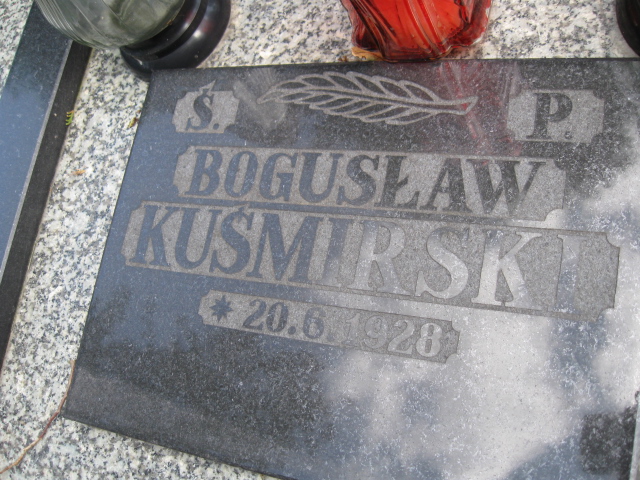 Ś. P.
BOGUSŁAW
KUŚMIRSKI
* 20.6.1928